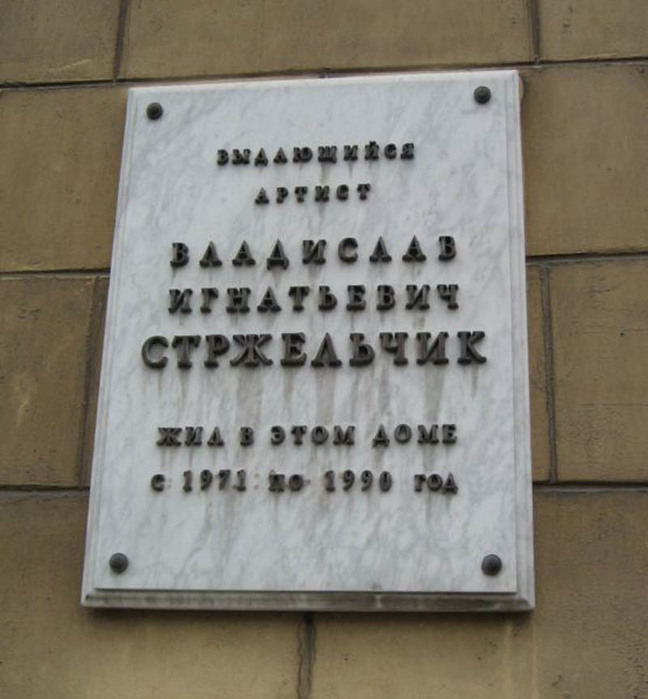 ВЫДАЮЩИЙСЯ
АРТИСТ
ВЛАДИСЛАВ
ИГНАТЬЕВИЧ
СТРЖЕЛЬЧИК
ЖИЛ В ЭТОМ ДОМЕ
С 1971 ПО 1990 ГОД